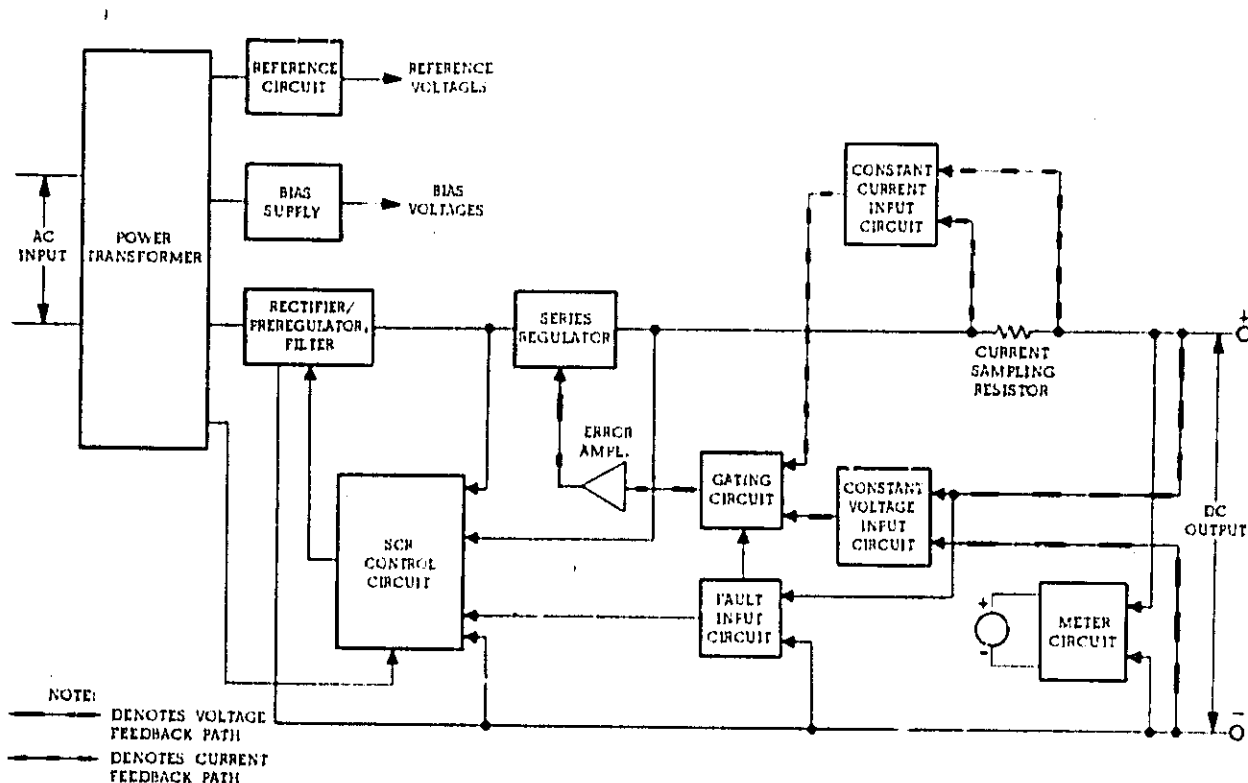 REFERENCE
CIRCUIT
REFERENCE
VOLTAGES
BIAS
SUPPLY
BIAS
VOLTAGES
CONSTANT
CURRENT
INPUT
CIRCUIT
AC
INPUT
POWER
TRANSFORMER
RECTIFIER/
PREREGULATOR,
FILTER
SERIES
REGULATOR
+
CURRENT
SAMPLING
RESISTOR
ERROR
AMPL.
GATING
CIRCUIT
CONSTANT
VOLTAGE
INPUT
CIRCUIT
DC
OUTPUT
SCR
CONTROL
CIRCUIT
FAULT
INPUT
CIRCUIT
+
-
METER
CIRCUIT
-
NOTE:
DENOTES VOLTAGE
FEEDBACK PATH
DENOTES CURRENT
FEEDBACK PATH